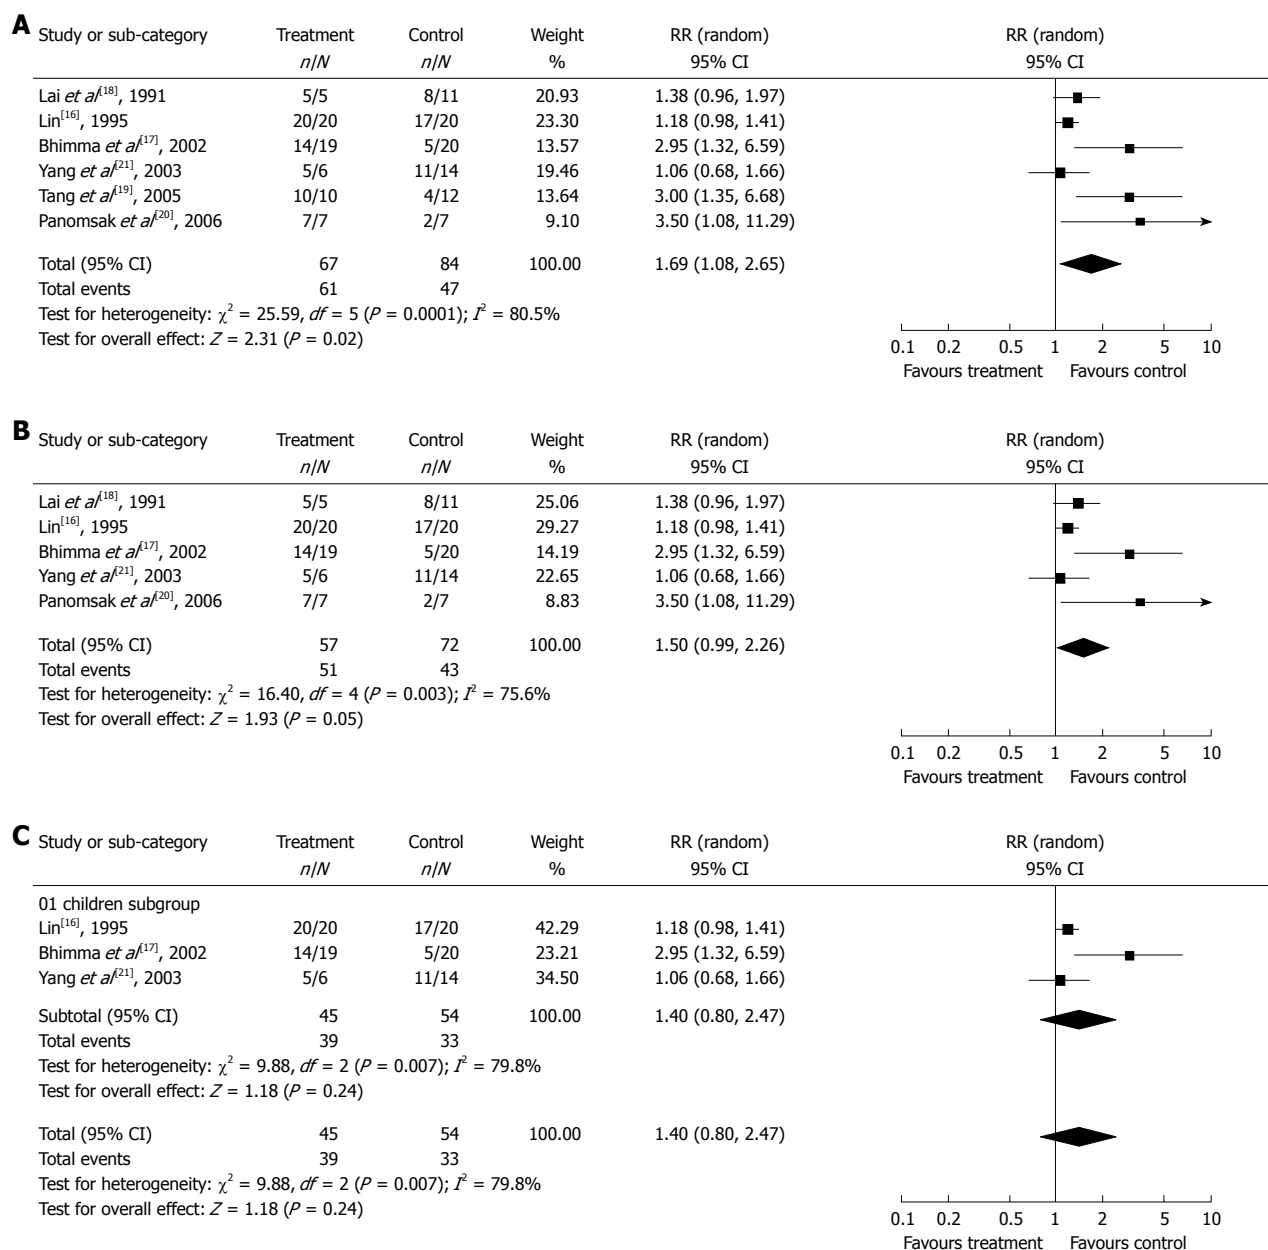 A Study or sub-category Treatment Control Weight RR (random) RR (random)
n/N n/N % 95% CI 95% CI
Lai et al[18], 1991 5/5 8/11 20.93 1.38 (0.96, 1.97)
Lin[16], 1995 20/20 17/20 23.30 1.18 (0.98, 1.41)
Bhimma et al[17], 2002 14/19 5/20 13.57 2.95 (1.32, 6.59)
Yang et al[21], 2003 5/6 11/14 19.46 1.06 (0.68, 1.66)
Tang et al[19], 2005 10/10 4/12 13.64 3.00 (1.35, 6.68)
Panomsak et al[20], 2006 7/7 2/7 9.10 3.50 (1.08, 11.29)
Total (95% CI) 67 84 100.00 1.69 (1.08, 2.65)
Total events 61 47
Test for heterogeneity: χ² = 25.59, df = 5 (P = 0.0001); I² = 80.5%
Test for overall effect: Z = 2.31 (P = 0.02)
0.1 0.2 0.5 1 2 5 10
Favours treatment Favours control
B Study or sub-category Treatment Control Weight RR (random) RR (random)
n/N n/N % 95% CI 95% CI
Lai et al[18], 1991 5/5 8/11 25.06 1.38 (0.96, 1.97)
Lin[16], 1995 20/20 17/20 29.27 1.18 (0.98, 1.41)
Bhimma et al[17], 2002 14/19 5/20 14.19 2.95 (1.32, 6.59)
Yang et al[21], 2003 5/6 11/14 22.65 1.06 (0.68, 1.66)
Panomsak et al[20], 2006 7/7 2/7 8.83 3.50 (1.08, 11.29)
Total (95% CI) 57 72 100.00 1.50 (0.99, 2.26)
Total events 51 43
Test for heterogeneity: χ² = 16.40, df = 4 (P = 0.003); I² = 75.6%
Test for overall effect: Z = 1.93 (P = 0.05)
0.1 0.2 0.5 1 2 5 10
Favours treatment Favours control
C Study or sub-category Treatment Control Weight RR (random) RR (random)
n/N n/N % 95% CI 95% CI
01 children subgroup
Lin[16], 1995 20/20 17/20 42.29 1.18 (0.98, 1.41)
Bhimma et al[17], 2002 14/19 5/20 23.21 2.95 (1.32, 6.59)
Yang et al[21], 2003 5/6 11/14 34.50 1.06 (0.68, 1.66)
Subtotal (95% CI) 45 54 100.00 1.40 (0.80, 2.47)
Total events 39 33
Test for heterogeneity: χ² = 9.88, df = 2 (P = 0.007); I² = 79.8%
Test for overall effect: Z = 1.18 (P = 0.24)
Total (95% CI) 45 54 100.00 1.40 (0.80, 2.47)
Total events 39 33
Test for heterogeneity: χ² = 9.88, df = 2 (P = 0.007); I² = 79.8%
Test for overall effect: Z = 1.18 (P = 0.24)
0.1 0.2 0.5 1 2 5 10
Favours treatment Favours control